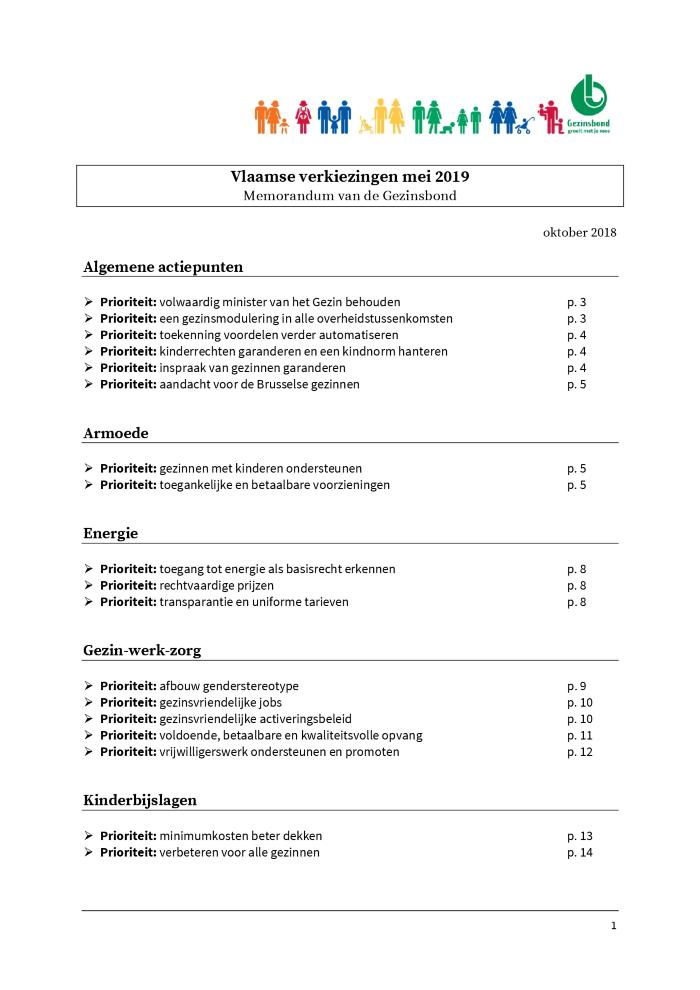 Gezinsbond
groeit met je mee
Vlaamse verkiezingen mei 2019
Memorandum van de Gezinsbond
oktober 2018
Algemene actiepunten
➢ Prioriteit: volwaardig minister van het Gezin behouden p. 3
➢ Prioriteit: een gezinsmodulering in alle overheidstussenkomsten p. 3
➢ Prioriteit: toekenning voordelen verder automatiseren p. 4
➢ Prioriteit: kinderrechten garanderen en een kindnorm hanteren p. 4
➢ Prioriteit: inspraak van gezinnen garanderen p. 4
➢ Prioriteit: aandacht voor de Brusselse gezinnen p. 5
Armoede
➢ Prioriteit: gezinnen met kinderen ondersteunen p. 5
➢ Prioriteit: toegankelijke en betaalbare voorzieningen p. 5
Energie
➢ Prioriteit: toegang tot energie als basisrecht erkennen p. 8
➢ Prioriteit: rechtvaardige prijzen p. 8
➢ Prioriteit: transparantie en uniforme tarieven p. 8
Gezin-werk-zorg
➢ Prioriteit: afbouw genderstereotype p. 9
➢ Prioriteit: gezinsvriendelijke jobs p. 10
➢ Prioriteit: gezinsvriendelijke activeringsbeleid p. 10
➢ Prioriteit: voldoende, betaalbare en kwaliteitsvolle opvang p. 11
➢ Prioriteit: vrijwilligerswerk ondersteunen en promoten p. 12
Kinderbijslagen
➢ Prioriteit: minimumkosten beter dekken p. 13
➢ Prioriteit: verbeteren voor alle gezinnen p. 14
1